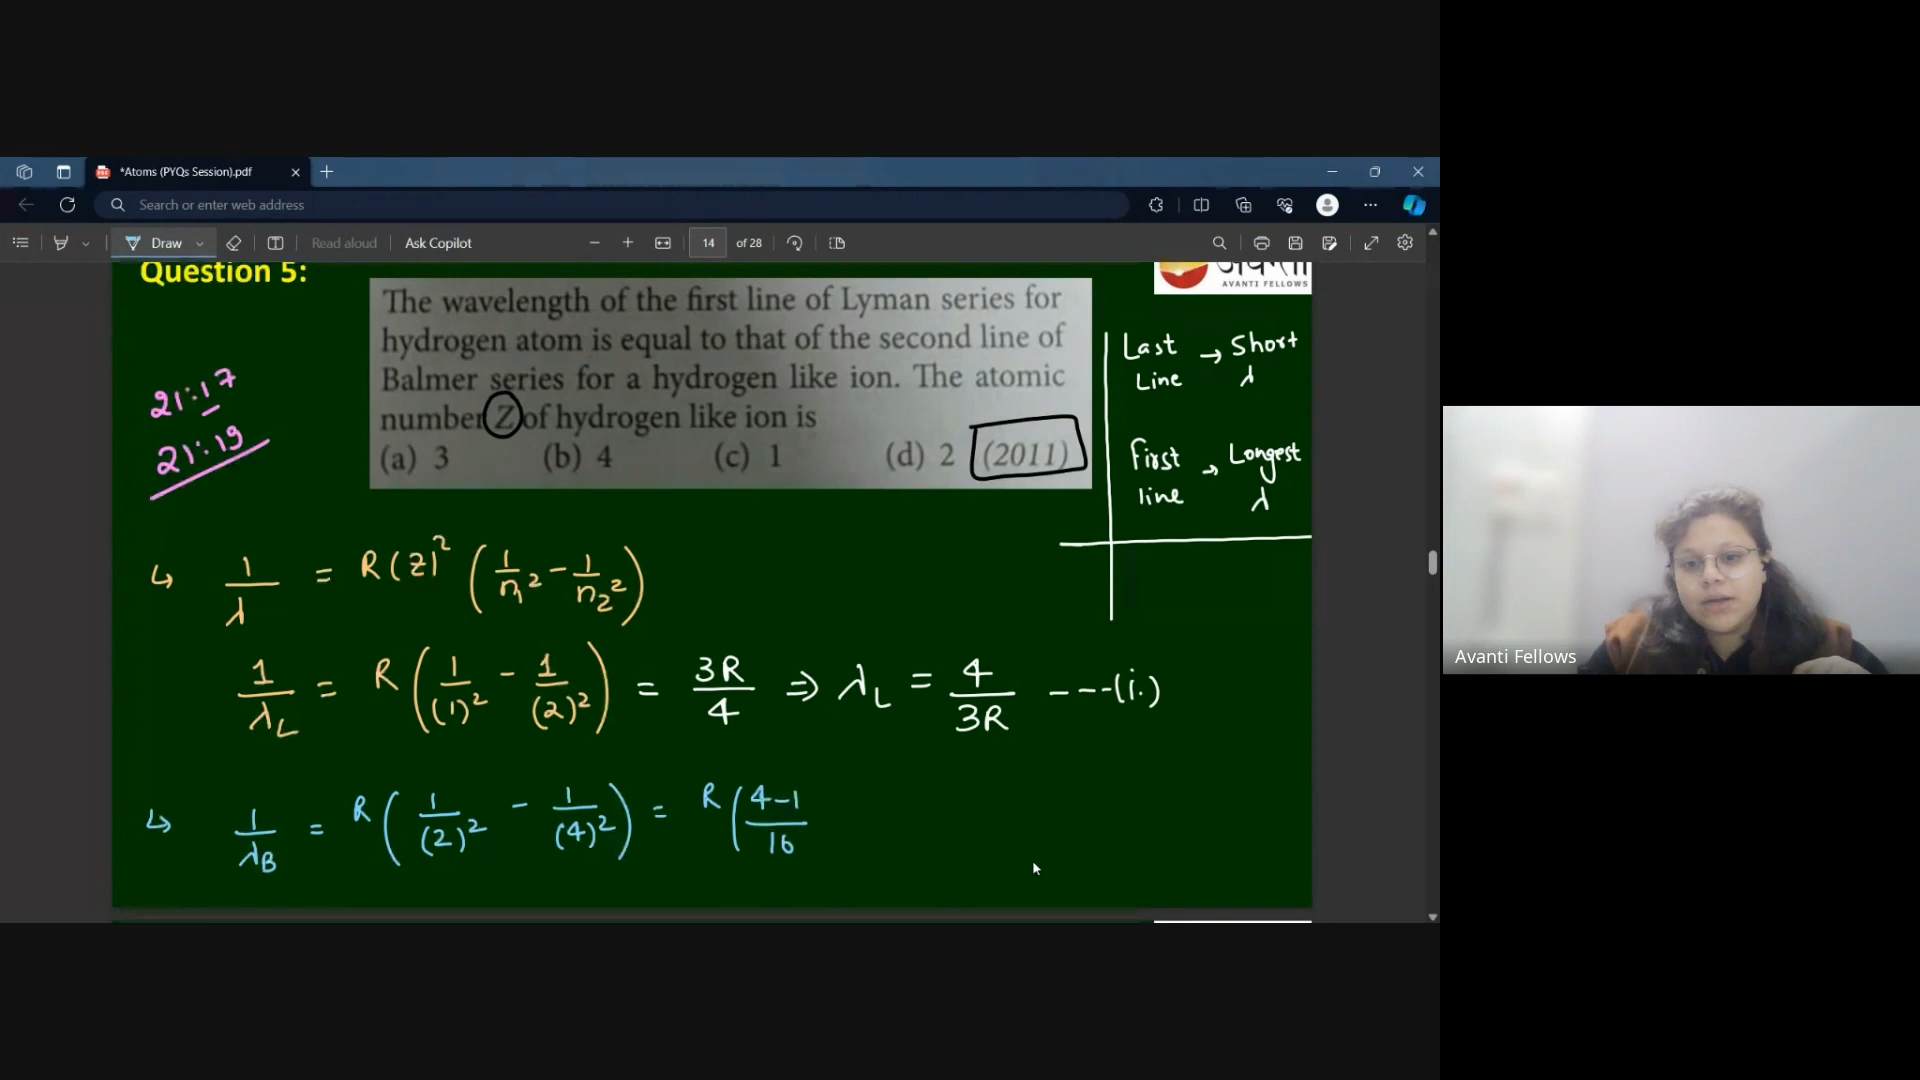 *Atoms (PYQs Session).pdf
Search or enter web address
Draw
Read aloud
Ask Copilot
14 of 28
Question 5:
अवन्ती
AVANTI FELLOWS
The wavelength of the first line of Lyman series for
hydrogen atom is equal to that of the second line of
Balmer series for a hydrogen like ion. The atomic
number Z of hydrogen like ion is
(a) 3 (b) 4 (c) 1 (d) 2 (2011)
21:17
21:19
Last Line → Short λ
First line → Longest λ
↳ 1/λ = R(Z)² (1/n₁² - 1/n₂²)
1/λL = R(1/(1)² - 1/(2)²) = 3R/4 ⇒ λL = 4/3R ---(i.)
↳ 1/λB = R(1/(2)² - 1/(4)²) = R(4-1/16
Avanti Fellows